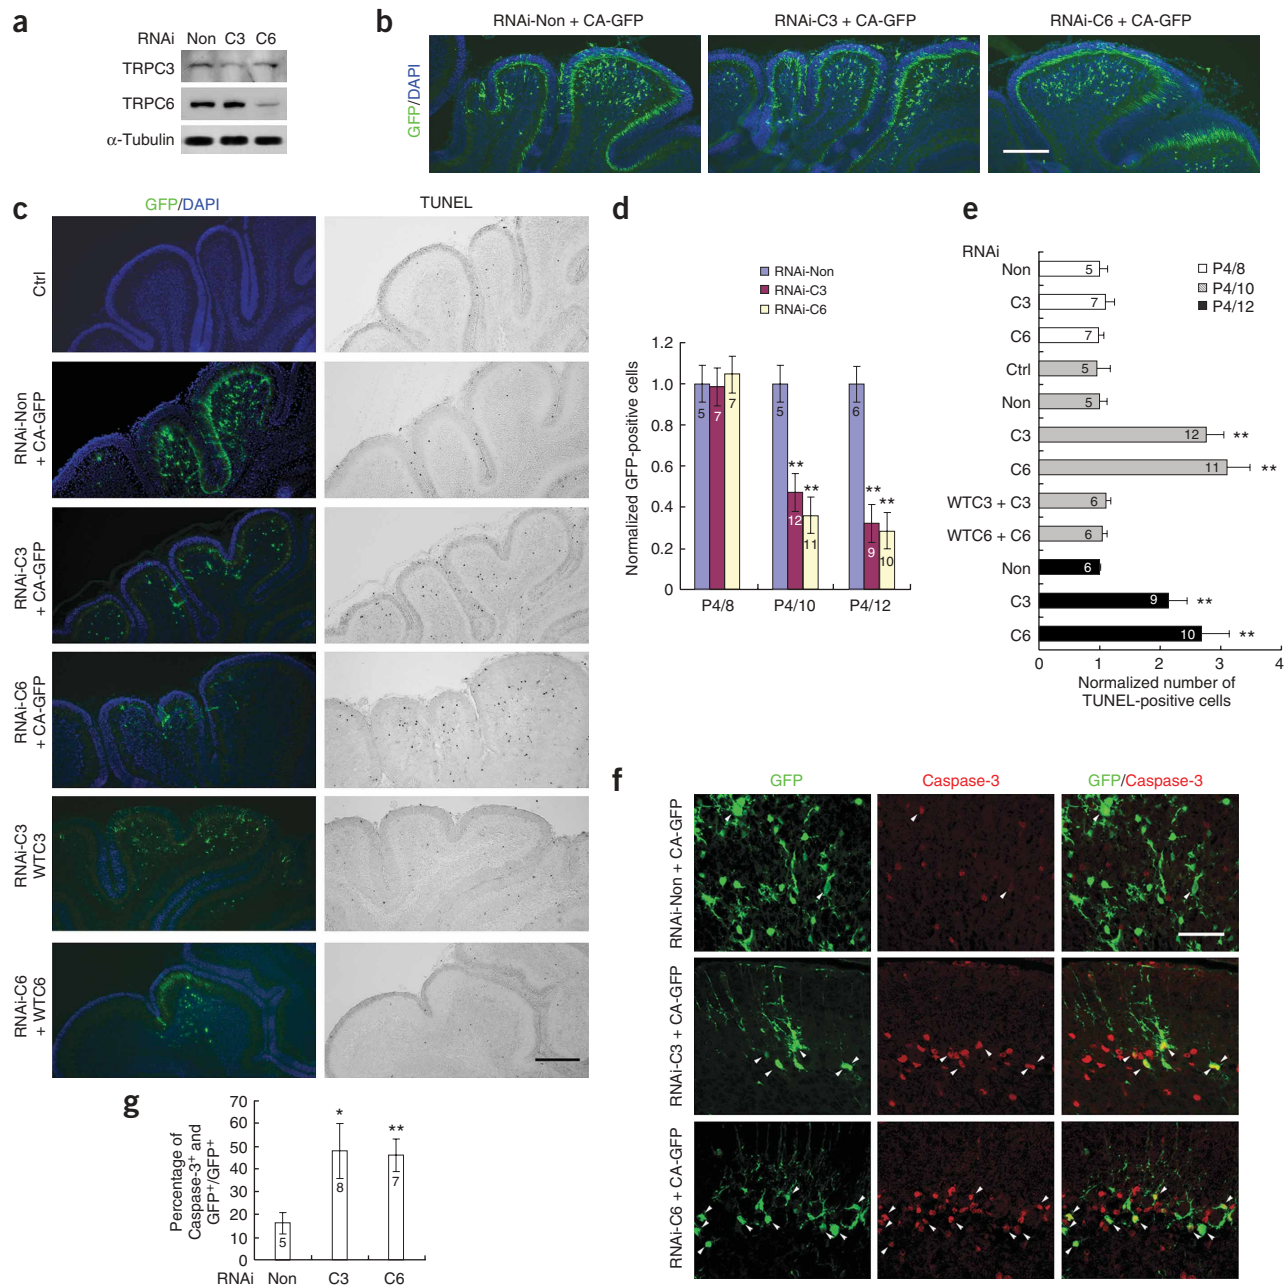 a
RNAi Non C3 C6
TRPC3
TRPC6
α-Tubulin
b
RNAi-Non + CA-GFP
RNAi-C3 + CA-GFP
RNAi-C6 + CA-GFP
GFP/DAPI
c
GFP/DAPI
TUNEL
Ctrl
RNAi-Non
+ CA-GFP
RNAi-C3
+ CA-GFP
RNAi-C6
+ CA-GFP
RNAi-C3
WTC3
RNAi-C6
+ WTC6
d
RNAi-Non
RNAi-C3
RNAi-C6
Normalized GFP-positive cells
1.2
1.0
0.8
0.6
0.4
0.2
0
5
7
7
5
**
12
**
11
6
**
9
**
10
P4/8
P4/10
P4/12
e
RNAi
P4/8
P4/10
P4/12
Non 5
C3 7
C6 7
Ctrl 5
Non 5
C3 12 **
C6 11 **
WTC3 + C3 6
WTC6 + C6 6
Non 6
C3 9 **
C6 10 **
0 1 2 3 4
Normalized number of
TUNEL-positive cells
f
GFP
Caspase-3
GFP/Caspase-3
RNAi-Non + CA-GFP
RNAi-C3 + CA-GFP
RNAi-C6 + CA-GFP
g
Percentage of
Caspase-3⁺ and
GFP⁺/GFP⁺
70
60
50
40
30
20
10
0
5
*
8
**
7
RNAi Non C3 C6